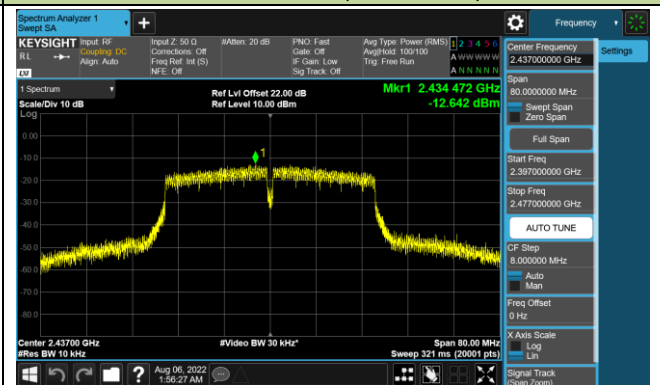 Spectrum Analyzer 1
Swept SA
Frequency
KEYSIGHT
RL
LXI
Input: RF
Coupling: DC
Align: Auto
Input Z: 50 Ω
Corrections: Off
Freq Ref: Int (S)
NFE: Off
#Atten: 20 dB
PNO: Fast
Gate: Off
IF Gain: Low
Sig Track: Off
Avg Type: Power (RMS)
Avg|Hold: 100/100
Trig: Free Run
1 2 3 4 5 6
A W W W W W
A N N N N N
1 Spectrum
Scale/Div 10 dB
Log
Ref Lvl Offset 22.00 dB
Ref Level 10.00 dBm
Mkr1 2.434 472 GHz
-12.642 dBm
0.00
-10.0
-20.0
-30.0
-40.0
-50.0
-60.0
-70.0
-80.0
1
Center 2.43700 GHz
#Res BW 10 kHz
#Video BW 30 kHz*
Span 80.00 MHz
Sweep 321 ms (20001 pts)
Aug 06, 2022
1:56:27 AM
Center Frequency
2.437000000 GHz
Span
80.0000000 MHz
Swept Span
Zero Span
Full Span
Start Freq
2.397000000 GHz
Stop Freq
2.477000000 GHz
AUTO TUNE
CF Step
8.000000 MHz
Auto
Man
Freq Offset
0 Hz
X Axis Scale
Log
Lin
Signal Track
(Span Zoom)
Settings